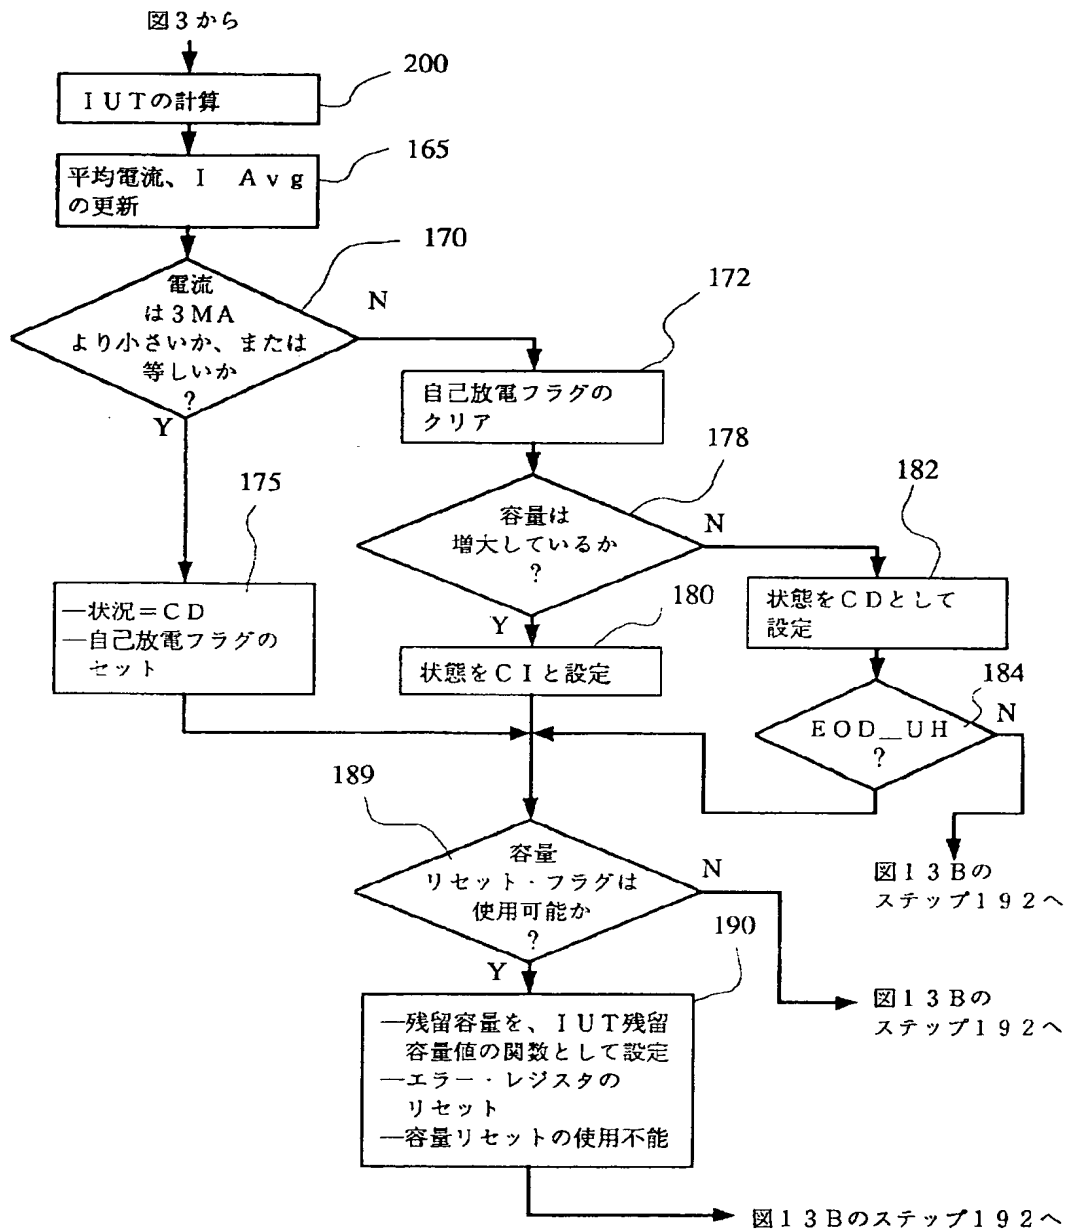 図3から
200
IUTの計算
165
平均電流、I Avg
の更新
170
電流
は3MA
より小さいか、または
等しいか
?
N
Y
172
自己放電フラグの
クリア
178
容量は
増大しているか
?
N
Y
182
状態をCDとして
設定
175
―状況=CD
―自己放電フラグの
セット
180
状態をCIと設定
184
EOD_UH
?
N
189
容量
リセット・フラグは
使用可能か
?
N
Y
図13Bの
ステップ192へ
190
図13Bの
ステップ192へ
―残留容量を、IUT残留
容量値の関数として設定
―エラー・レジスタの
リセット
―容量リセットの使用不能
図13Bのステップ192へ